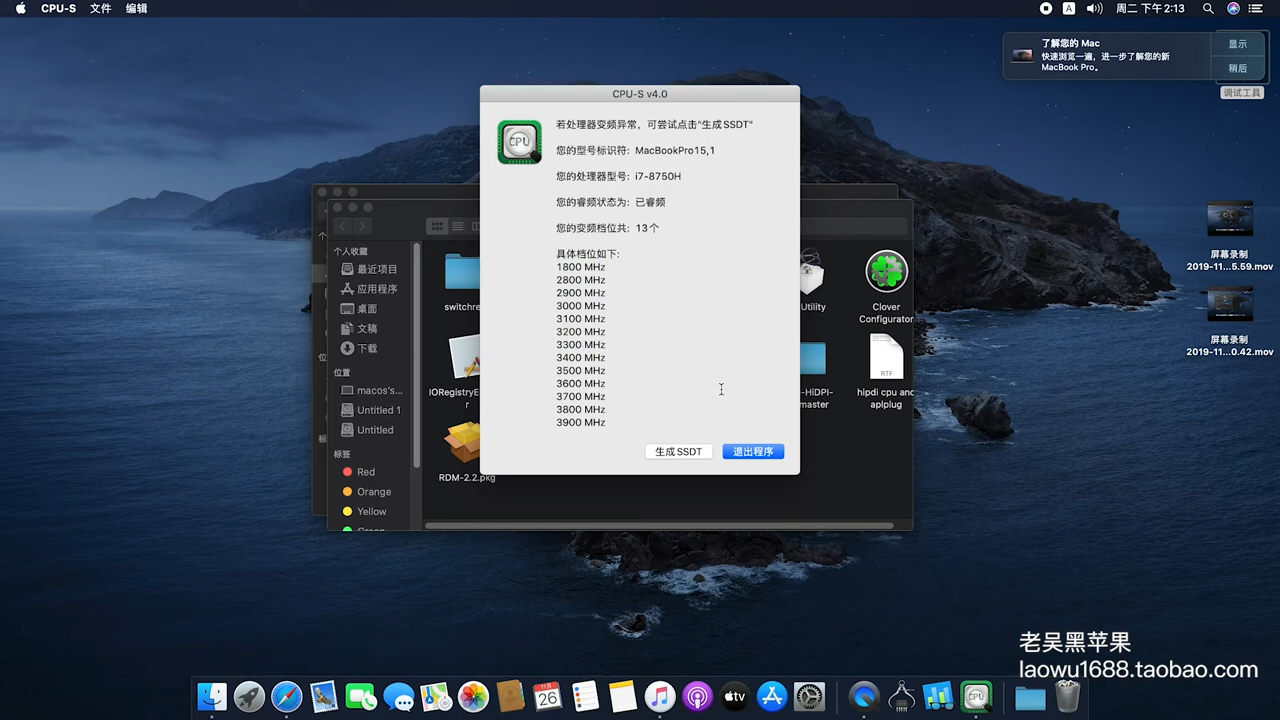 CPU-S 文件 编辑
A 周二 下午2:13
了解您的 Mac
快速浏览一遍，进一步了解您的新
MacBook Pro。
显示
稍后
调试工具
CPU-S v4.0
CPU
若处理器变频异常，可尝试点击"生成SSDT"
您的型号标识符: MacBookPro15,1
您的处理器型号: i7-8750H
您的睿频状态为: 已睿频
您的变频档位共: 13个
具体档位如下:
1800 MHz
2800 MHz
2900 MHz
3000 MHz
3100 MHz
3200 MHz
3300 MHz
3400 MHz
3500 MHz
3600 MHz
3700 MHz
3800 MHz
3900 MHz
生成SSDT
退出程序
个人收藏
最近项目
应用程序
桌面
文稿
下载
位置
macos's...
Untitled 1
Untitled
标签
Red
Orange
Yellow
Green
switchre
IORegistryE
r
RDM-2.2.pkg
Utility
Clover
Configurator
-HiDPI-
master
RTF
hipdi cpu and
aplplug
屏幕录制
2019-11...5.59.mov
屏幕录制
2019-11...0.42.mov
老吴黑苹果
laowu1688.taobao.com
11月
26
tv
CPU